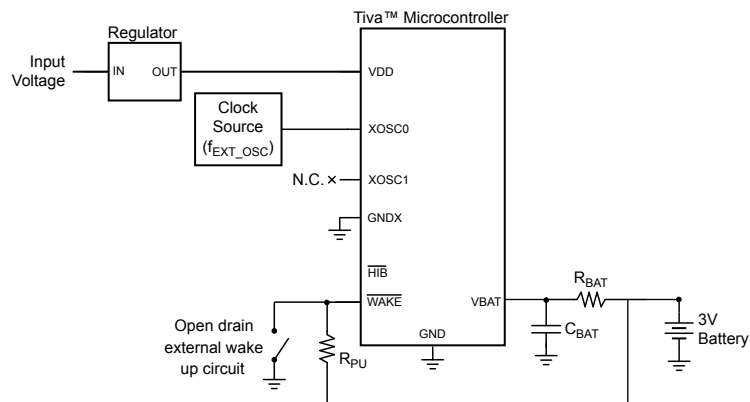 Tiva™ Microcontroller
Regulator
Input
Voltage
IN
OUT
VDD
Clock
Source
(fEXT_OSC)
XOSC0
N.C.
XOSC1
GNDX
HIB
WAKE
VBAT
RBAT
Open drain
external wake
up circuit
RPU
GND
CBAT
3V
Battery